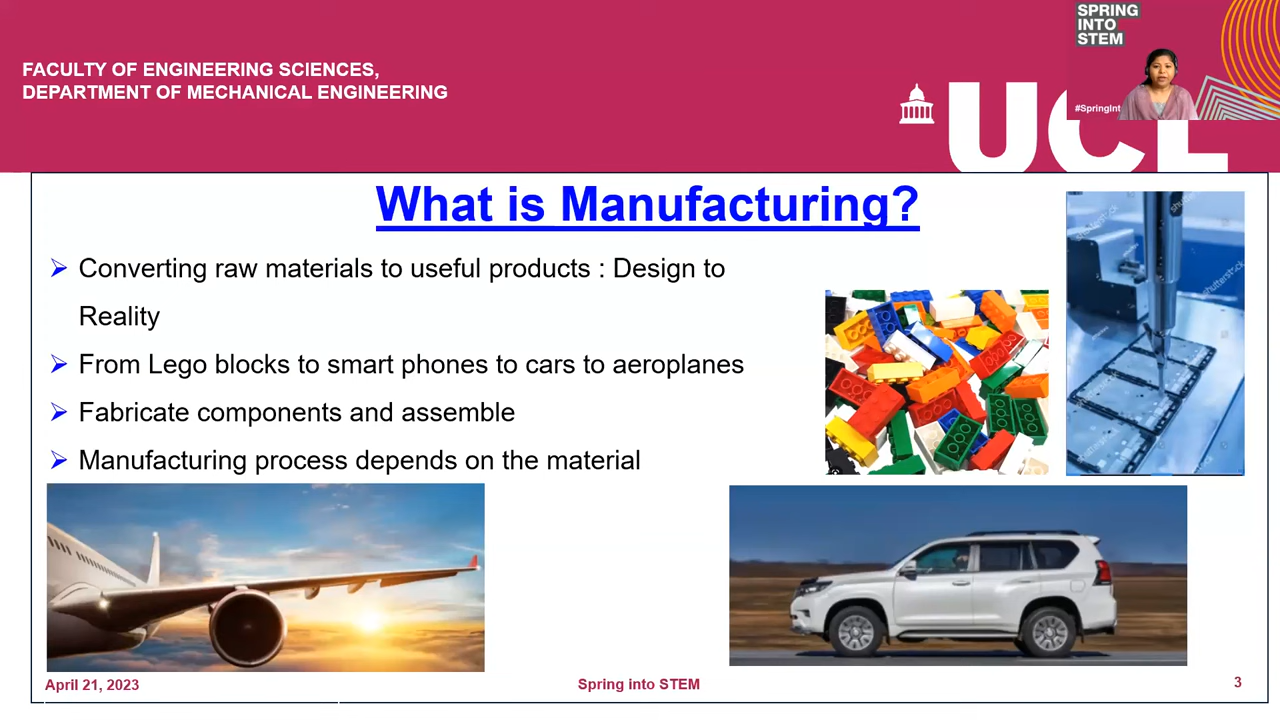 SPRING
INTO
STEM
FACULTY OF ENGINEERING SCIENCES,
DEPARTMENT OF MECHANICAL ENGINEERING
#SpringInt
UCL
What is Manufacturing?
Converting raw materials to useful products : Design to
Reality
From Lego blocks to smart phones to cars to aeroplanes
Fabricate components and assemble
Manufacturing process depends on the material
shutterstock
April 21, 2023
Spring into STEM
3